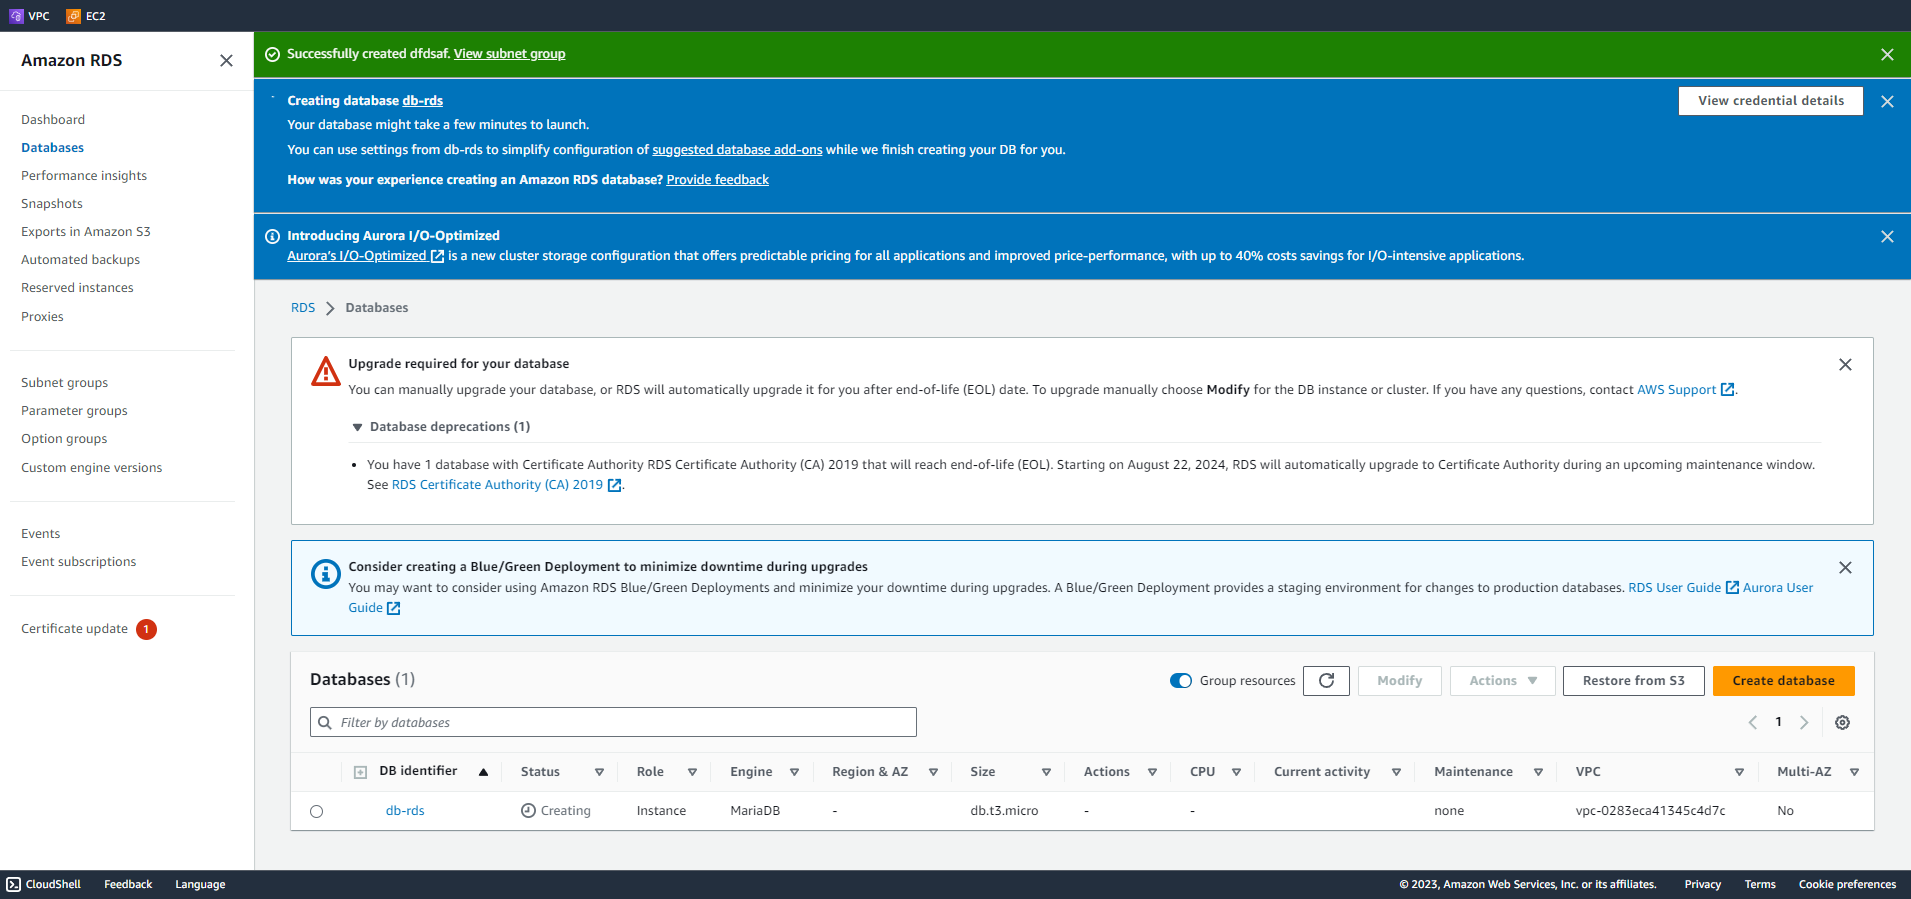 VPC EC2
Amazon RDS
Dashboard
Databases
Performance insights
Snapshots
Exports in Amazon S3
Automated backups
Reserved instances
Proxies
Subnet groups
Parameter groups
Option groups
Custom engine versions
Events
Event subscriptions
Certificate update 1
Successfully created dfdsaf. View subnet group
Creating database db-rds
View credential details
Your database might take a few minutes to launch.
You can use settings from db-rds to simplify configuration of suggested database add-ons while we finish creating your DB for you.
How was your experience creating an Amazon RDS database? Provide feedback
Introducing Aurora I/O-Optimized
Aurora's I/O-Optimized is a new cluster storage configuration that offers predictable pricing for all applications and improved price-performance, with up to 40% costs savings for I/O-intensive applications.
RDS Databases
Upgrade required for your database
You can manually upgrade your database, or RDS will automatically upgrade it for you after end-of-life (EOL) date. To upgrade manually choose Modify for the DB instance or cluster. If you have any questions, contact AWS Support .
Database deprecations (1)
• You have 1 database with Certificate Authority RDS Certificate Authority (CA) 2019 that will reach end-of-life (EOL). Starting on August 22, 2024, RDS will automatically upgrade to Certificate Authority during an upcoming maintenance window.
See RDS Certificate Authority (CA) 2019 .
Consider creating a Blue/Green Deployment to minimize downtime during upgrades
You may want to consider using Amazon RDS Blue/Green Deployments and minimize your downtime during upgrades. A Blue/Green Deployment provides a staging environment for changes to production databases. RDS User Guide Aurora User
Guide
Databases (1) Group resources Modify Actions Restore from S3 Create database
Filter by databases 1
DB identifier Status Role Engine Region & AZ Size Actions CPU Current activity Maintenance VPC Multi-AZ
db-rds Creating Instance MariaDB - db.t3.micro - - none vpc-0283eca41345c4d7c No
CloudShell Feedback Language © 2023, Amazon Web Services, Inc. or its affiliates. Privacy Terms Cookie preferences